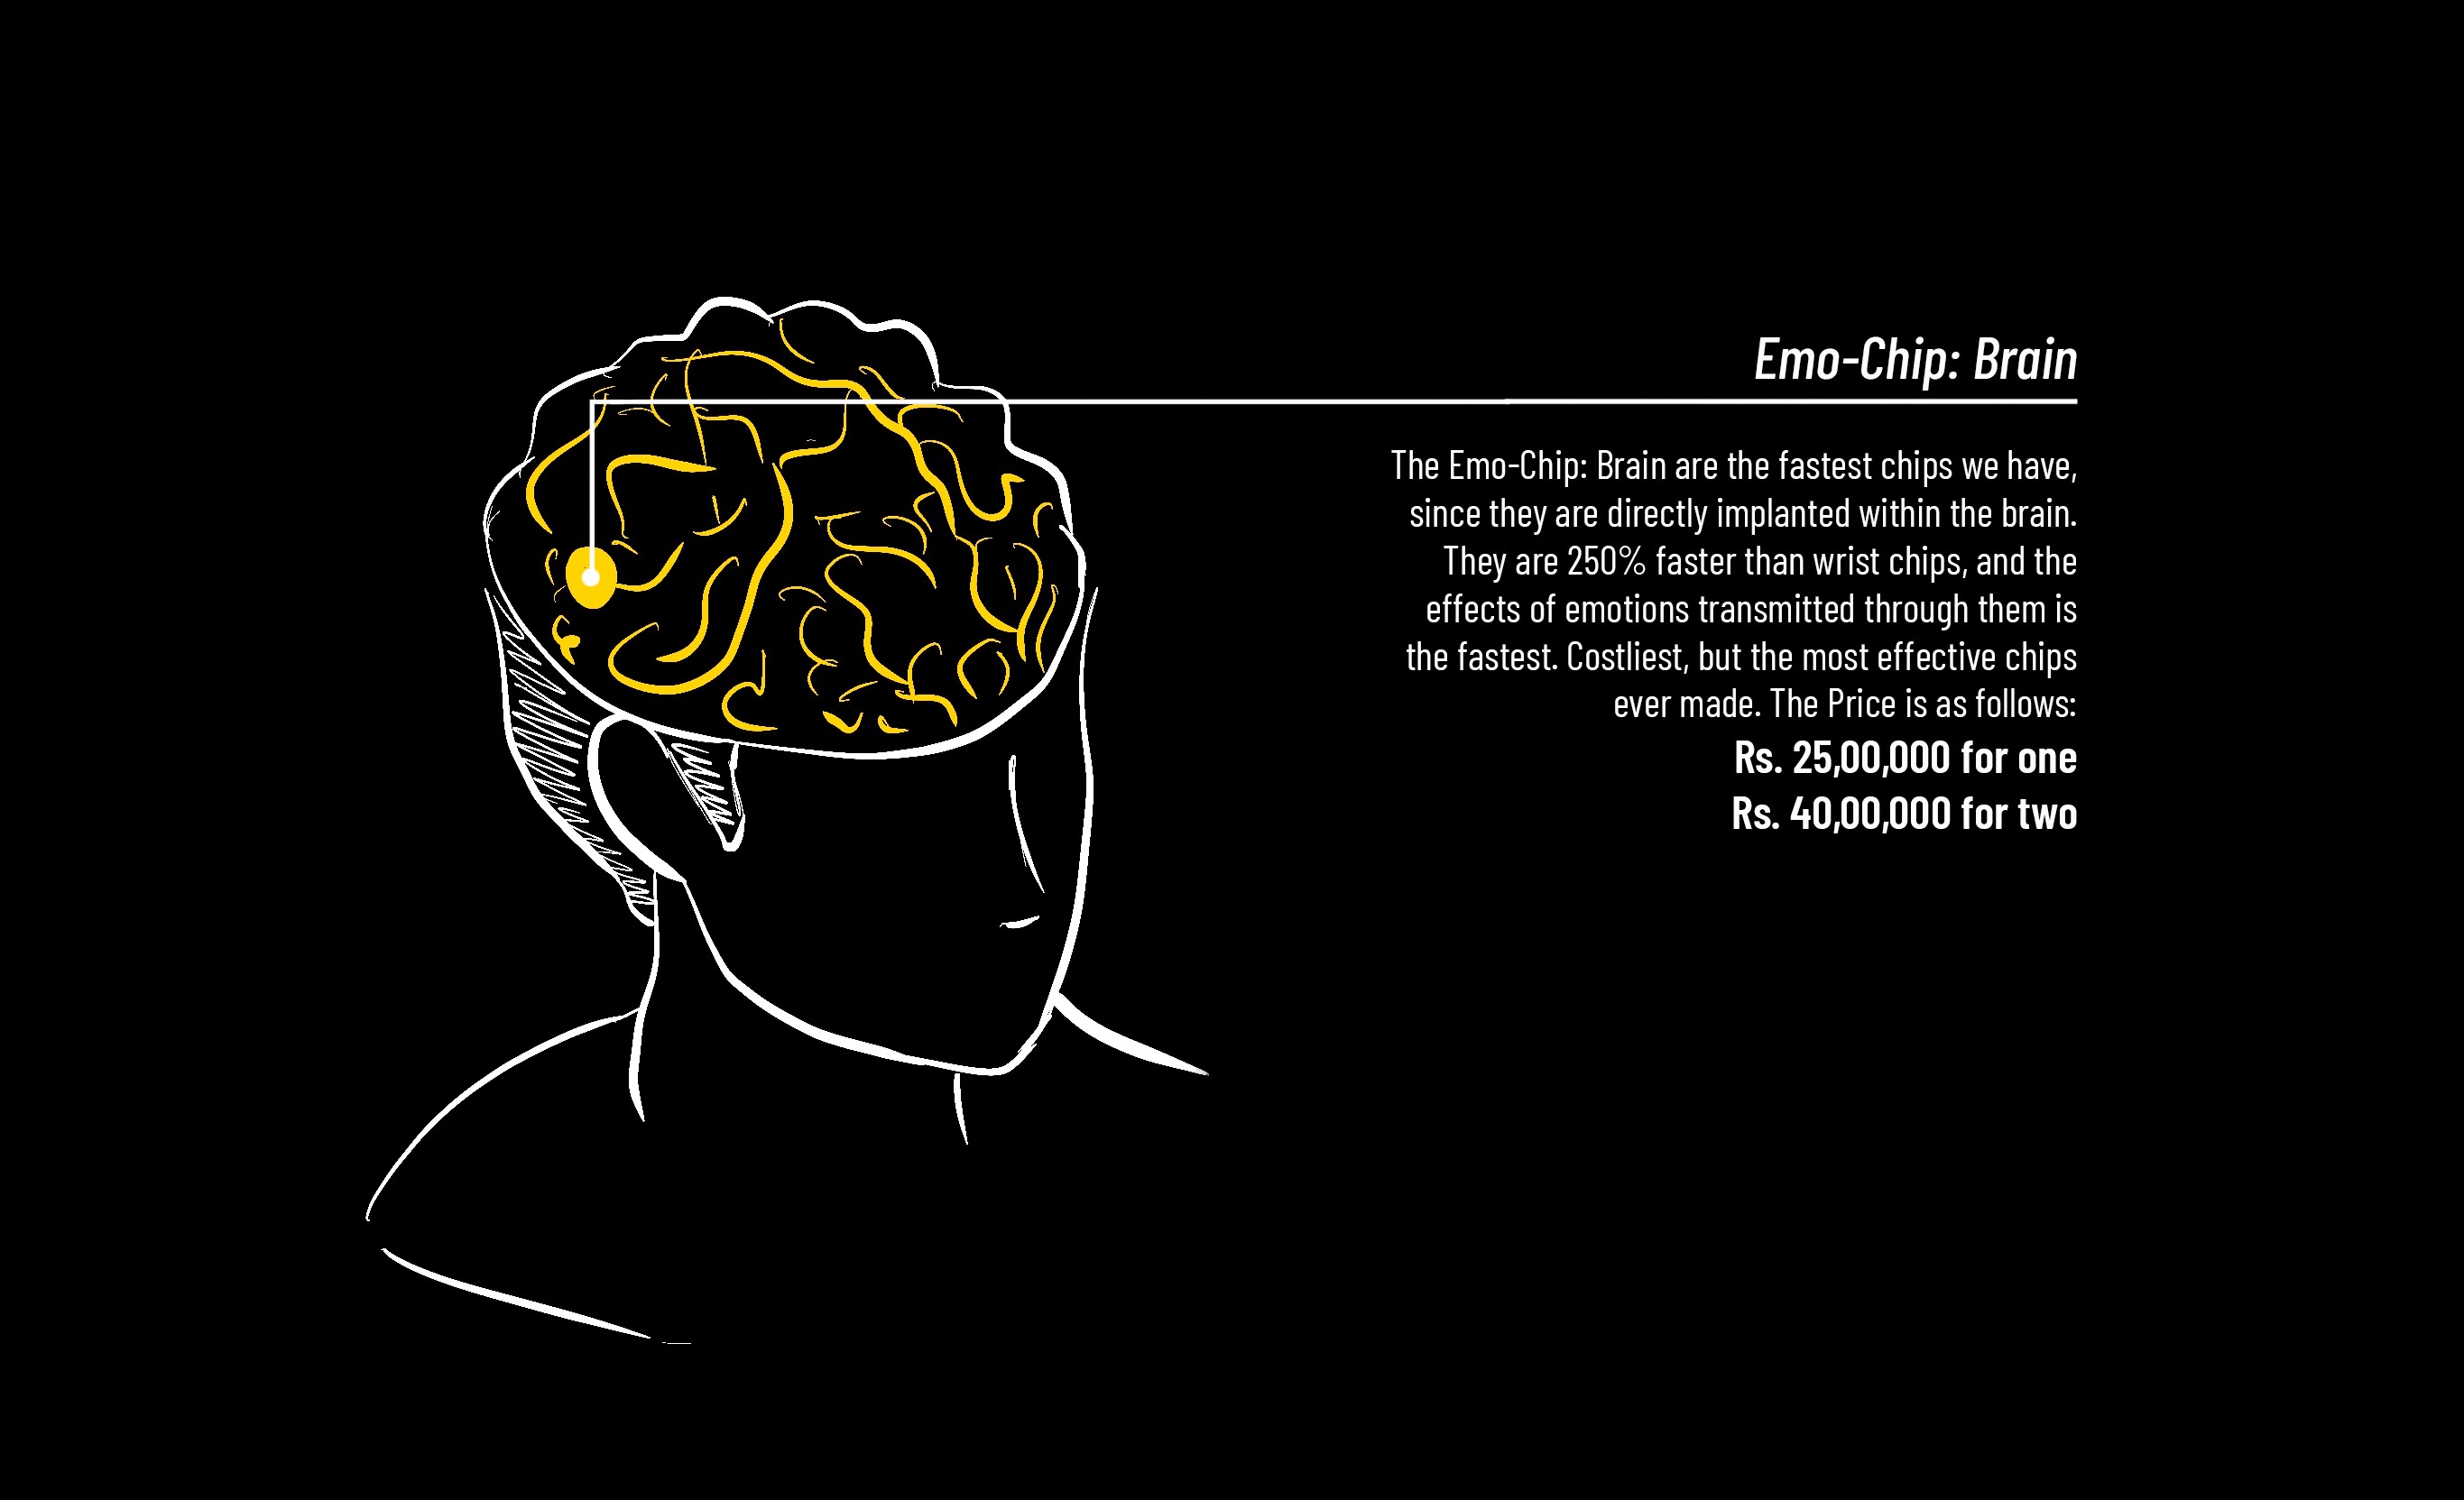 Emo-Chip: Brain
The Emo-Chip: Brain are the fastest chips we have,
since they are directly implanted within the brain.
They are 250% faster than wrist chips, and the
effects of emotions transmitted through them is
the fastest. Costliest, but the most effective chips
ever made. The Price is as follows:
Rs. 25,00,000 for one
Rs. 40,00,000 for two